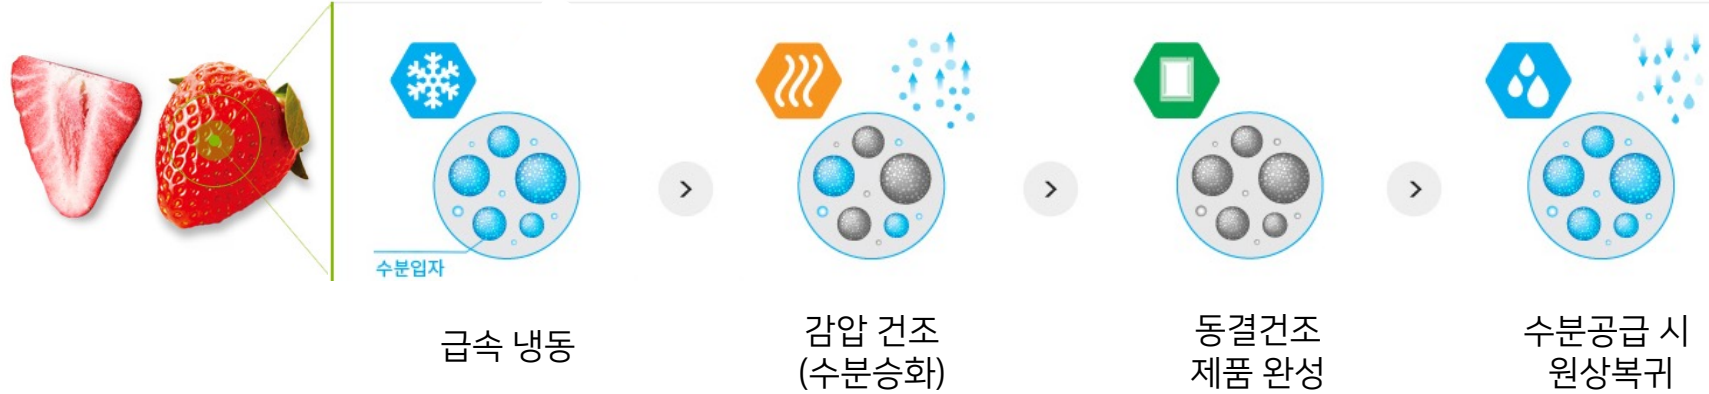 수분입자
급속 냉동
감압 건조
(수분승화)
동결건조
제품 완성
수분공급 시
원상복귀